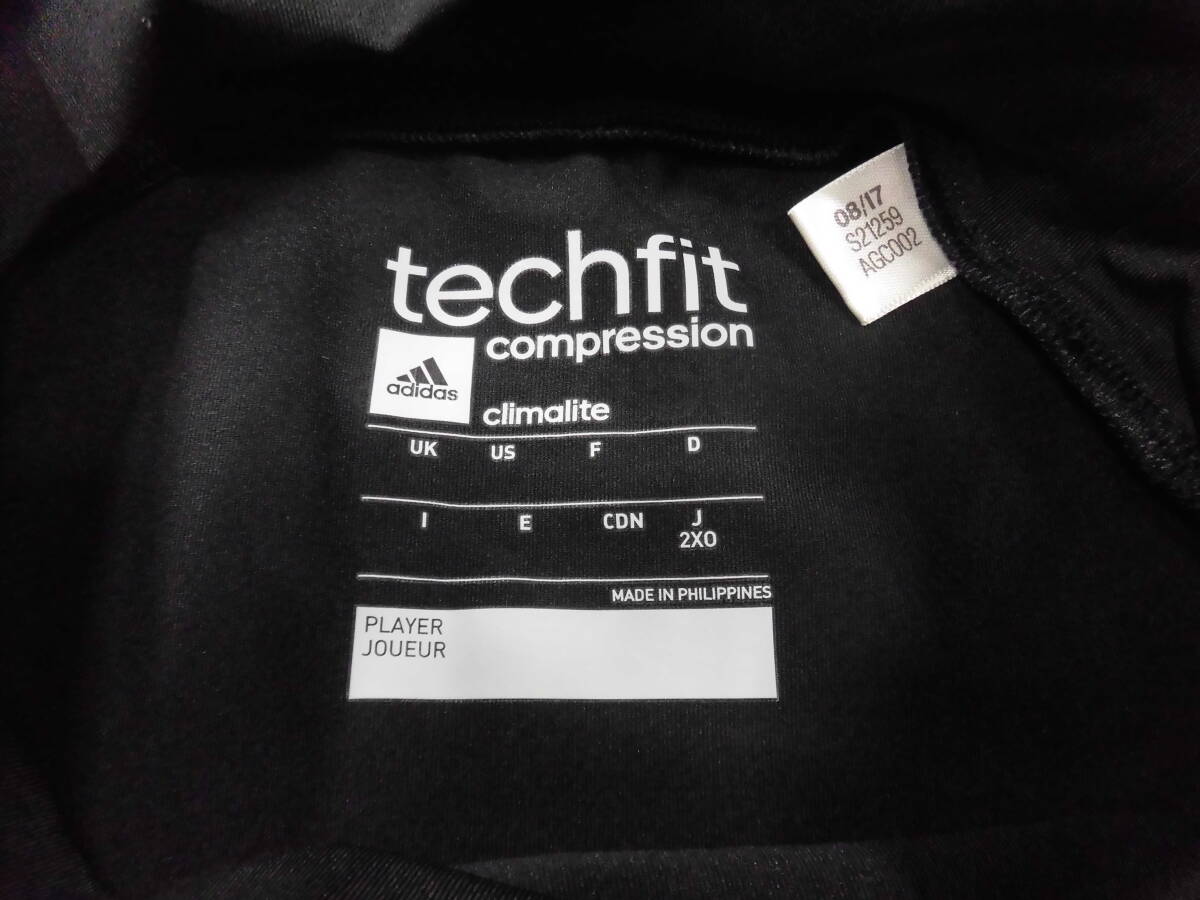 techfit
compression
adidas
climalite
UK US F D
I E CDN J
2XO
MADE IN PHILIPPINES
PLAYER
JOUEUR
08/17
S21259
AGC002